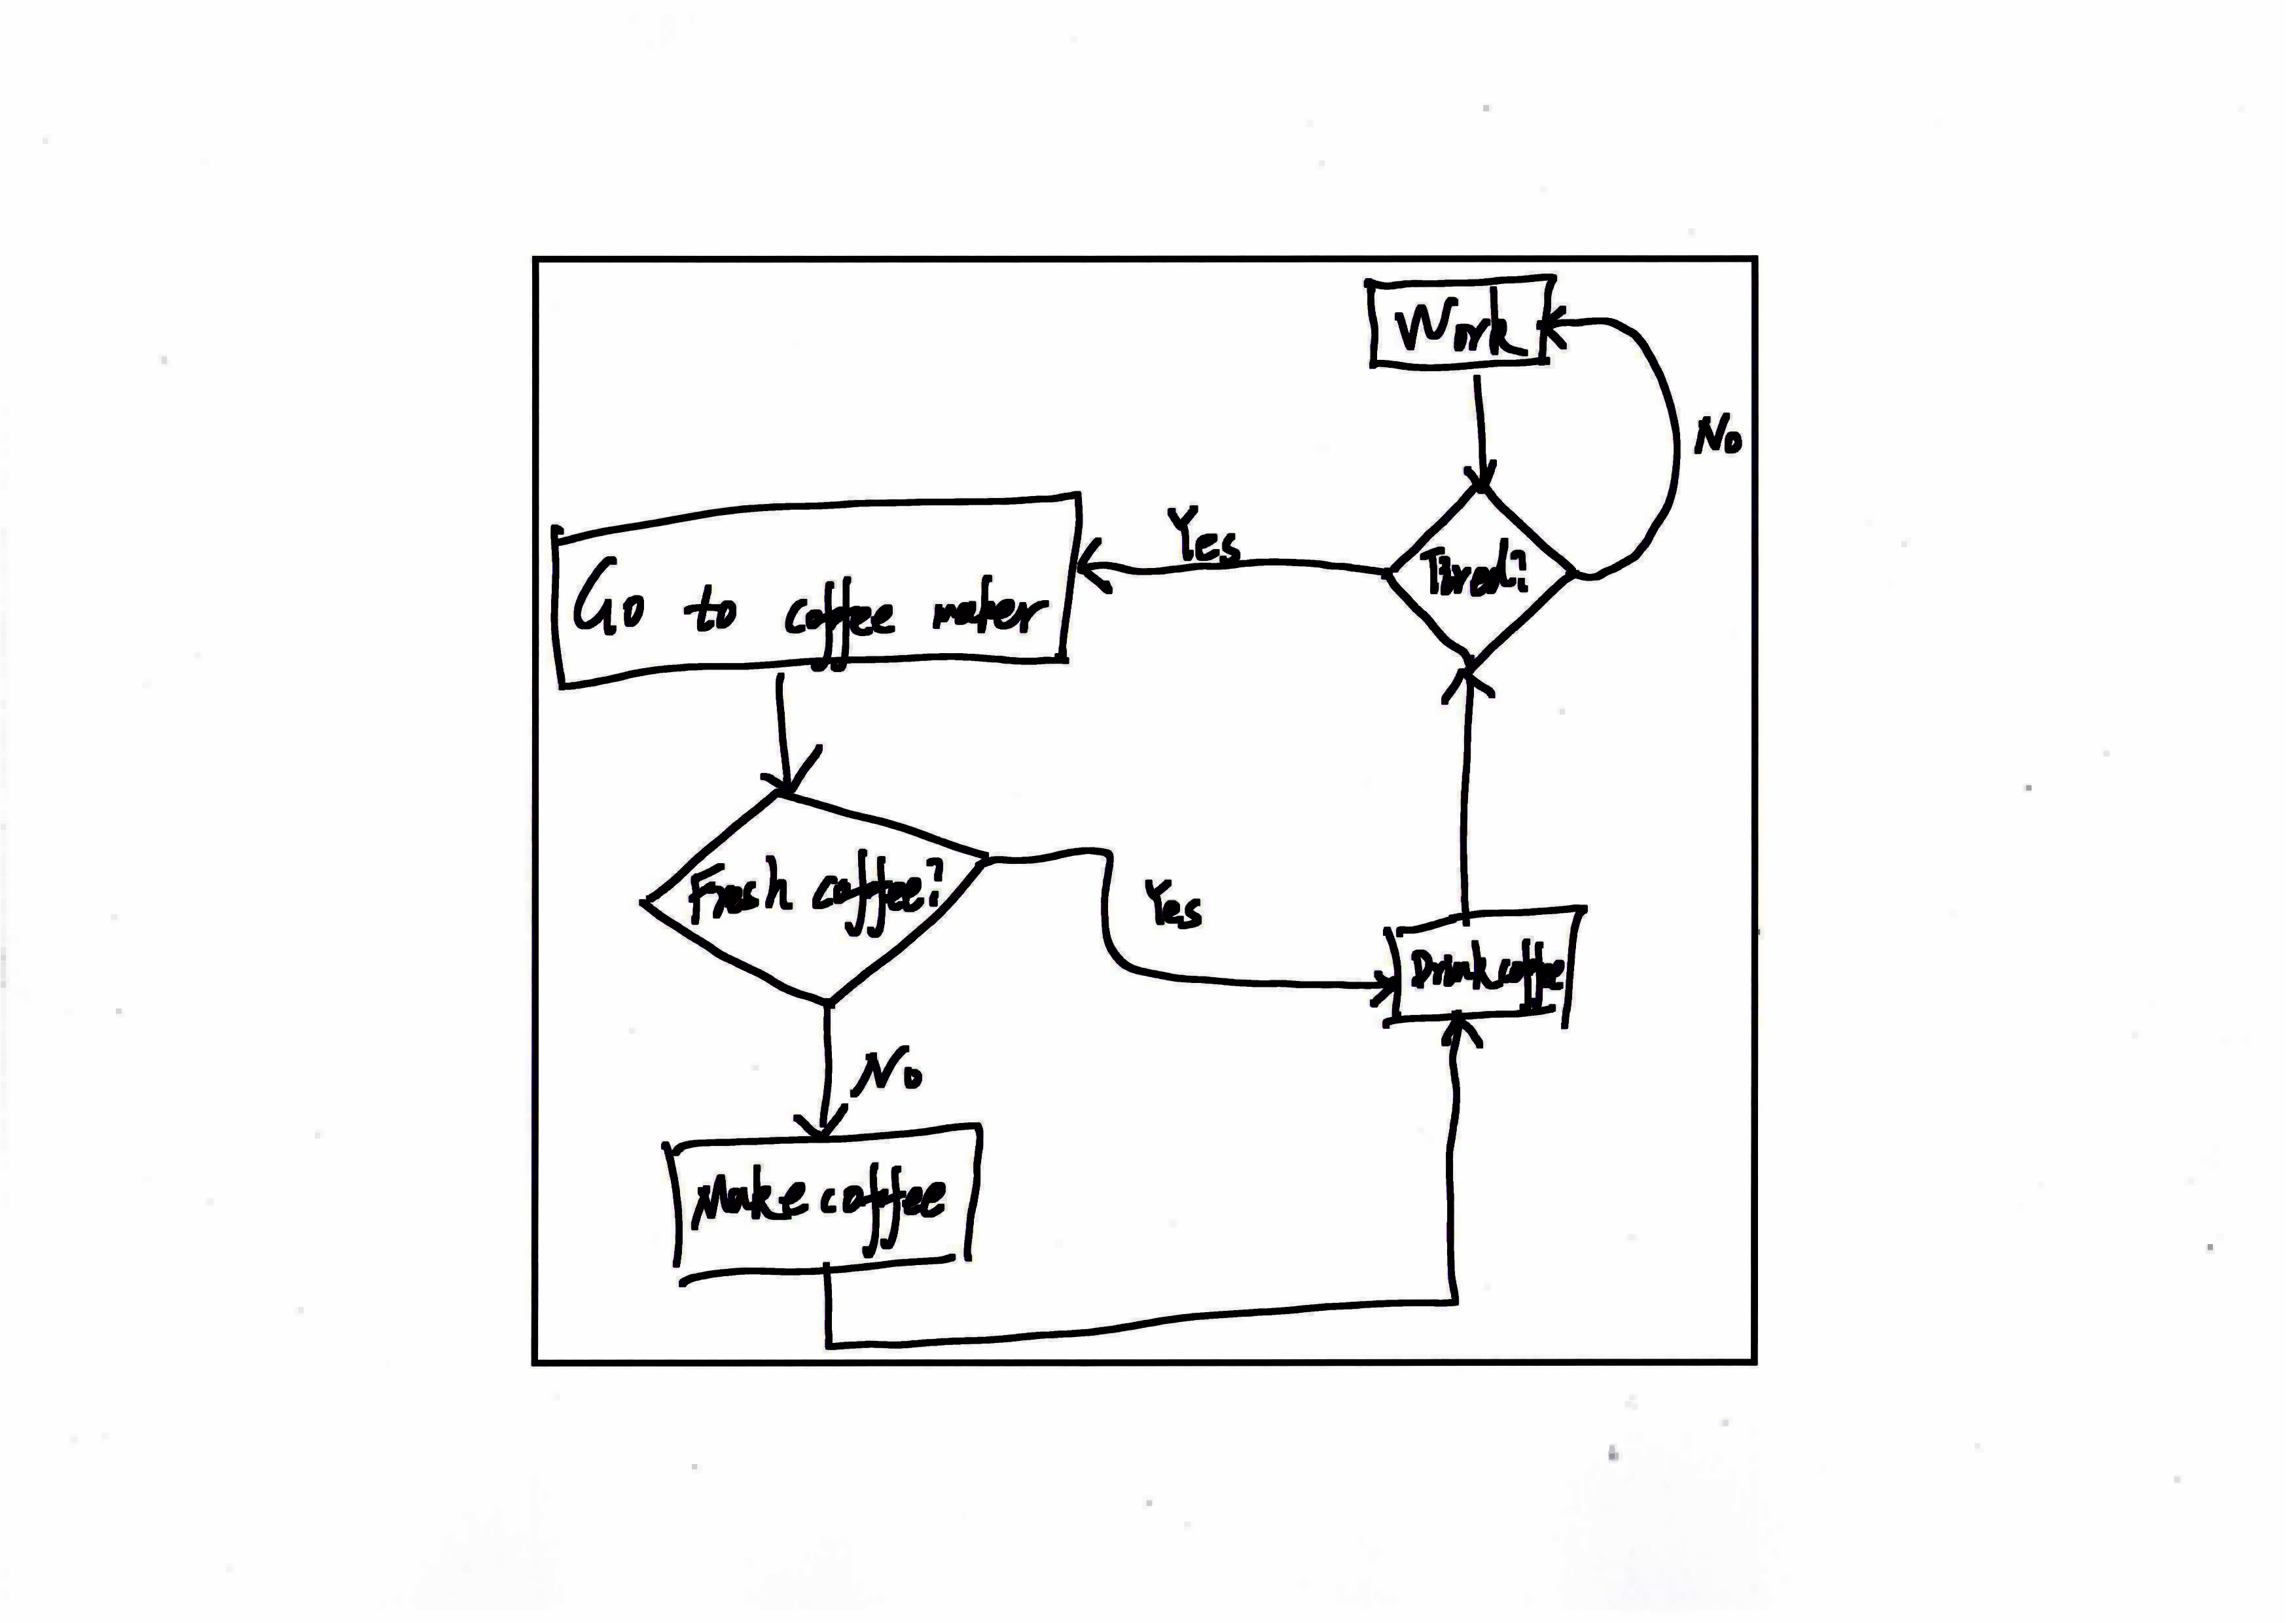 Work
No
Yes
Tired?
Go to coffee maker
Fresh coffee?
Yes
Drink coffee
No
Make coffee